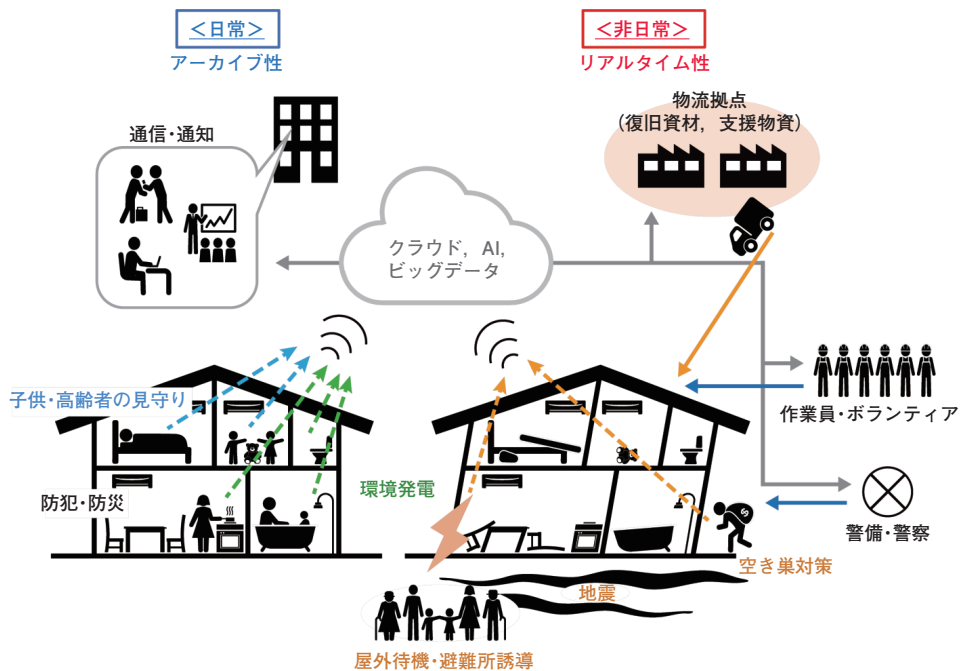 ＜日常＞
アーカイブ性
＜非日常＞
リアルタイム性
通信・通知
物流拠点
（復旧資材，支援物資）
クラウド，AI，
ビッグデータ
子供・高齢者の見守り
防犯・防災
環境発電
作業員・ボランティア
警備・警察
空き巣対策
地震
屋外待機・避難所誘導